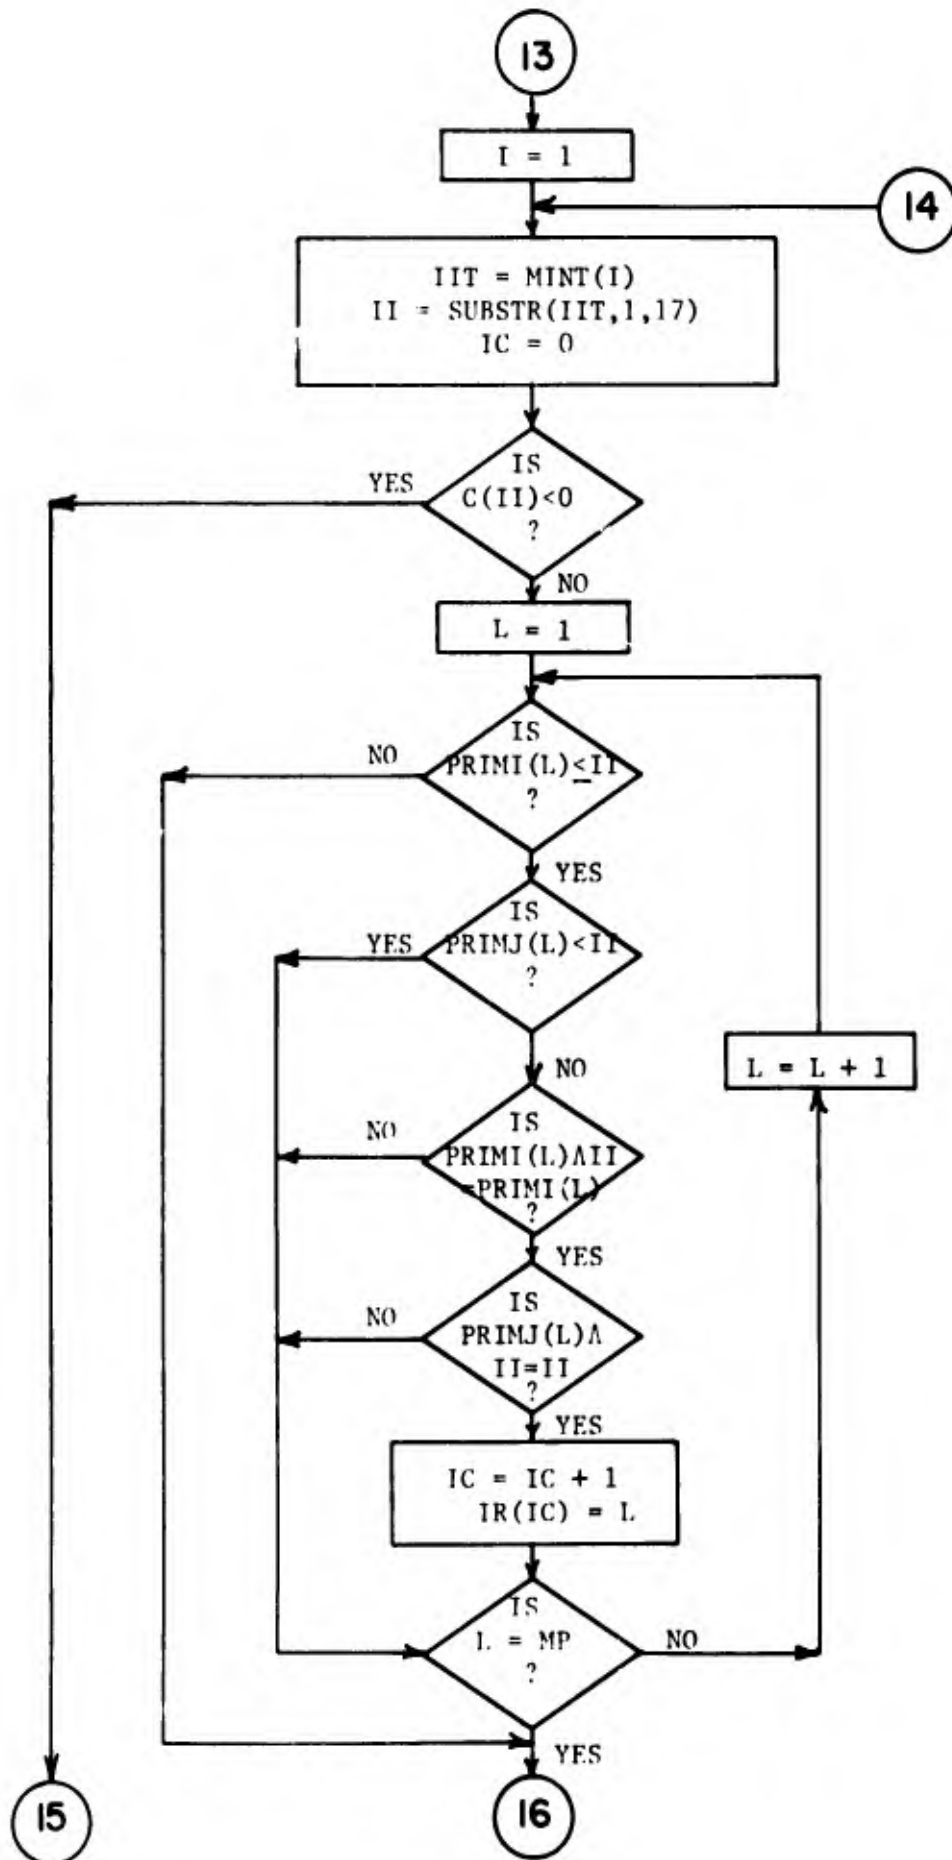 13
I = 1
14
IIT = MINT(I)
II = SUBSTR(IIT,1,17)
IC = 0
IS
YES
C(II)<0
?
NO
L = 1
IS
NO
PRIMI(L)≤II
?
YES
IS
YES
PRIMJ(L)<II
?
NO
L = L + 1
IS
NO
PRIMI(L)ΛII
=PRIMI(L)
?
YES
IS
NO
PRIMJ(L)Λ
II=II
?
YES
IC = IC + 1
IR(IC) = L
IS
L = MP
NO
?
YES
15
16